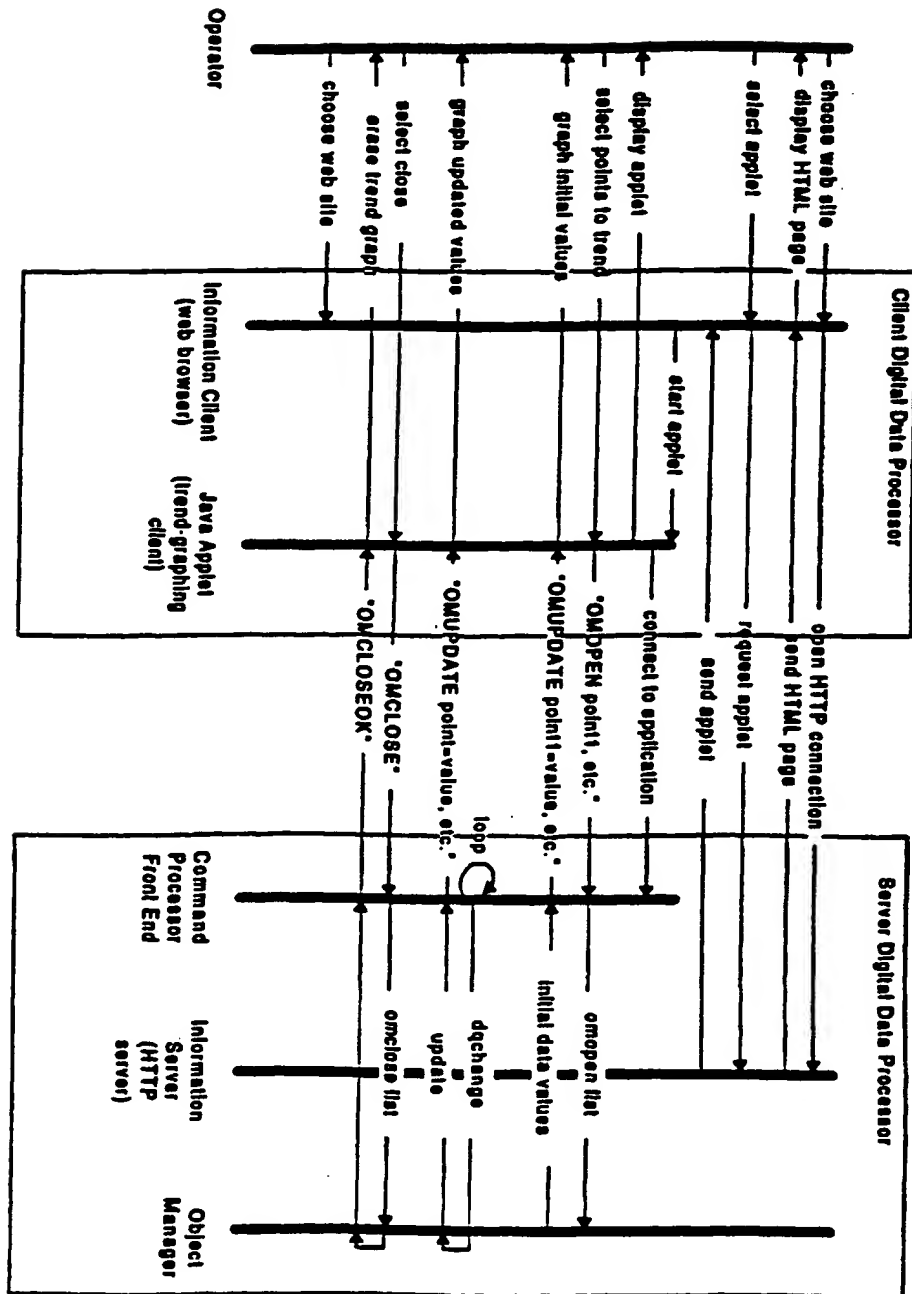 Client Digital Data Processor
Server Digital Data Processor
choose web site
open HTTP connection
display HTML page
send HTML page
select applet
request applet
send applet
start applet
connect to application
display applet
select points to trend
"OMOPEN point1, etc."
omopen list
graph initial values
"OMUPDATE point1=value, etc."
initial data values
loop
dqchange
graph updated values
"OMUPDATE point=value, etc."
update
select close
"OMCLOSE"
omclose list
erase trend graph
"OMCLOSEOK"
choose web site
Operator
Information Client
(web browser)
Java Applet
(trend-graphing
client)
Command
Processor
Front End
Information
Server
(HTTP
server)
Object
Manager